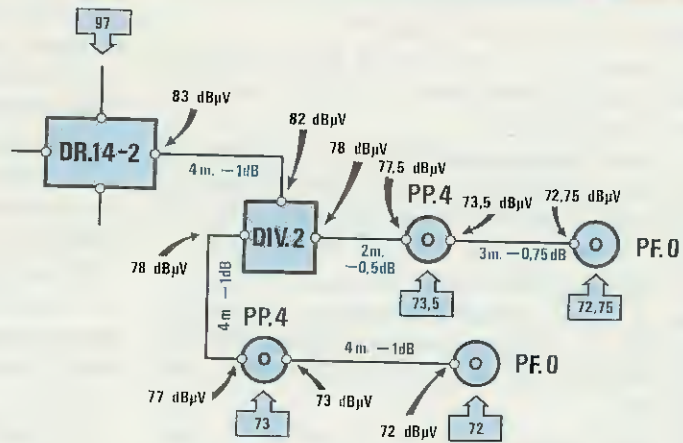 97
83 dBµV
DR.14-2
4 m. −1dB
82 dBµV
78 dBµV
77,5 dBµV
PP.4
73,5 dBµV
72,75 dBµV
DIV.2
78 dBµV
2m.
−0,5dB
3m. −0,75dB
PF.0
73,5
72,75
4 m −1dB
PP.4
4 m. −1dB
PF.0
77 dBµV
73 dBµV
72 dBµV
73
72